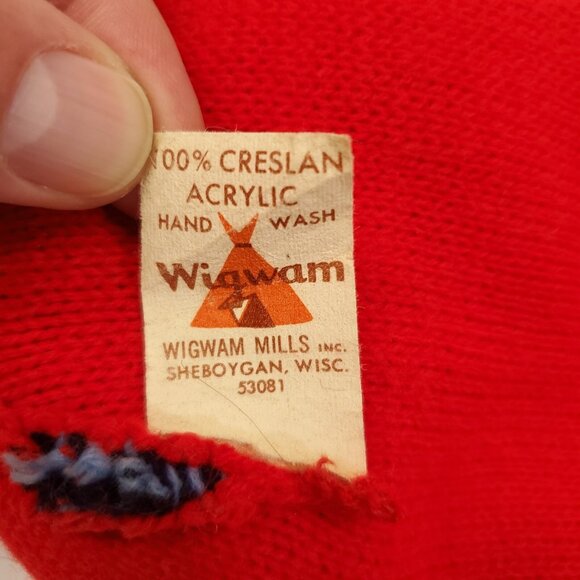 100% CRESLAN
ACRYLIC
HAND WASH
Wigwam
WIGWAM MILLS INC.
SHEBOYGAN, WISC.
53081